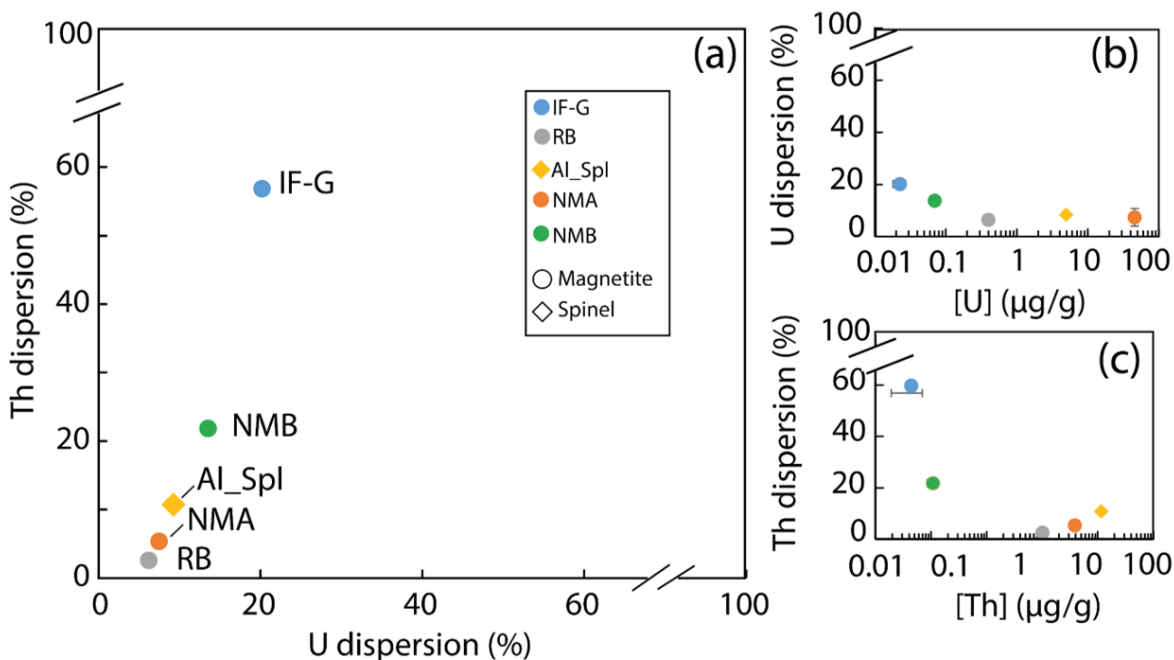 100
(a)
60
40
20
0
Th dispersion (%)
0
20
40
60
100
U dispersion (%)
IF-G
NMB
Al_Spl
NMA
RB
IF-G
RB
Al_Spl
NMA
NMB
Magnetite
Spinel
100
(b)
60
40
20
0
U dispersion (%)
0.01
0.1
1
10
100
[U] (µg/g)
100
(c)
60
40
20
0
Th dispersion (%)
0.01
0.1
1
10
100
[Th] (µg/g)